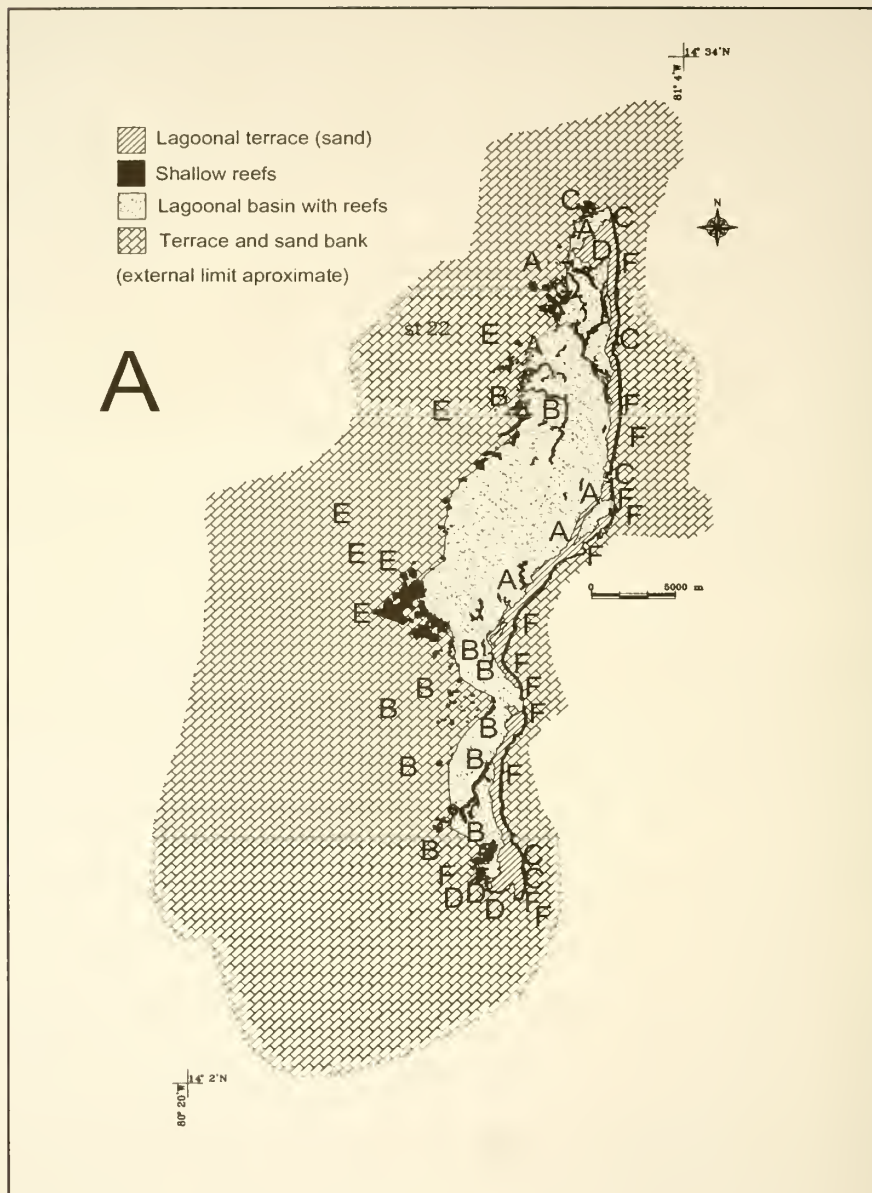 14° 34'N
81° 4'W
Lagoonal terrace (sand)
Shallow reefs
Lagoonal basin with reefs
Terrace and sand bank
(external limit aproximate)
N
A
C
C
A
D
A
F
st 22
E
C
A
B
E
B
F
F
C
A
F
E
F
A
E
E
F
0 5000 m
A
E
F
B
F
B
B
F
B
F
B
B
B
F
B
B
C
F
C
D
D
F
D
F
14° 2'N
80° 20'W